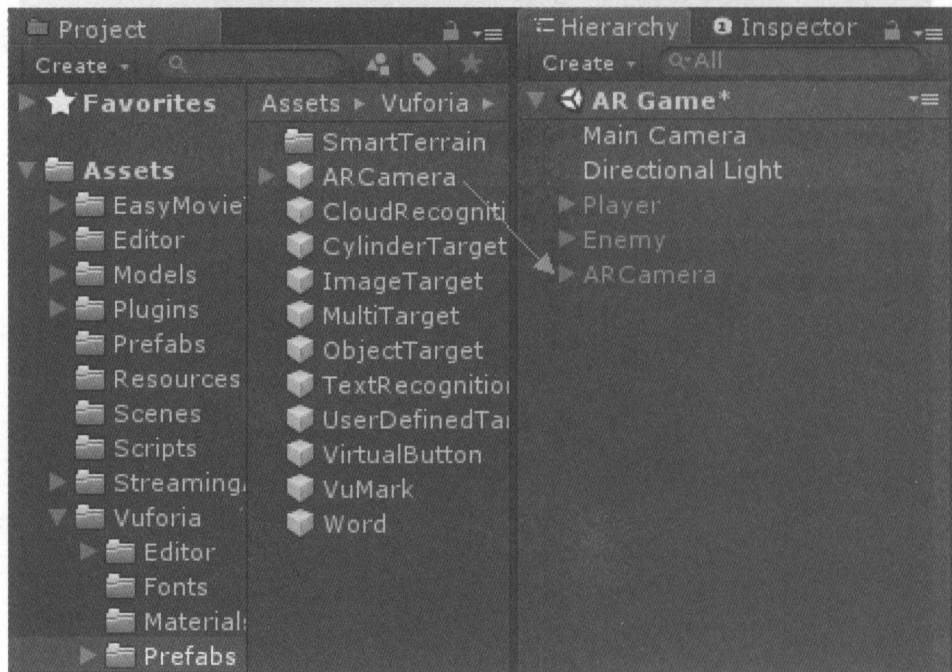 Project
Create
Favorites
Assets
EasyMovie
Editor
Models
Plugins
Prefabs
Resources
Scenes
Scripts
Streaming
Vuforia
Editor
Fonts
Material
Prefabs
Assets ▸ Vuforia ▸
SmartTerrain
ARCamera
CloudRecogniti
CylinderTarget
ImageTarget
MultiTarget
ObjectTarget
TextRecognition
UserDefinedTar
VirtualButton
VuMark
Word
Hierarchy
Inspector
Create
All
AR Game*
Main Camera
Directional Light
Player
Enemy
ARCamera